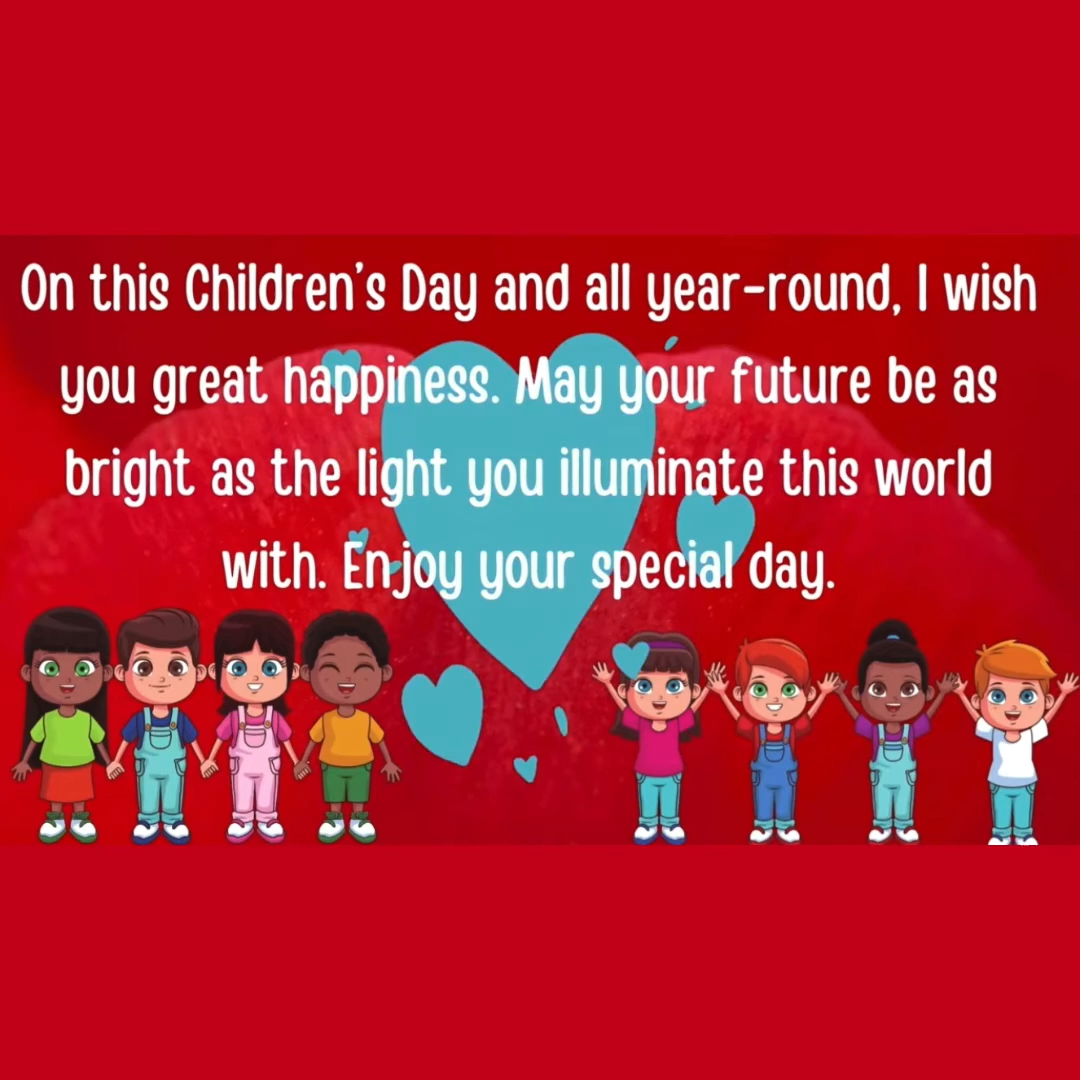 On this Children’s Day and all year-round, I wish
you great happiness. May your future be as
bright as the light you illuminate this world
with. Enjoy your special day.